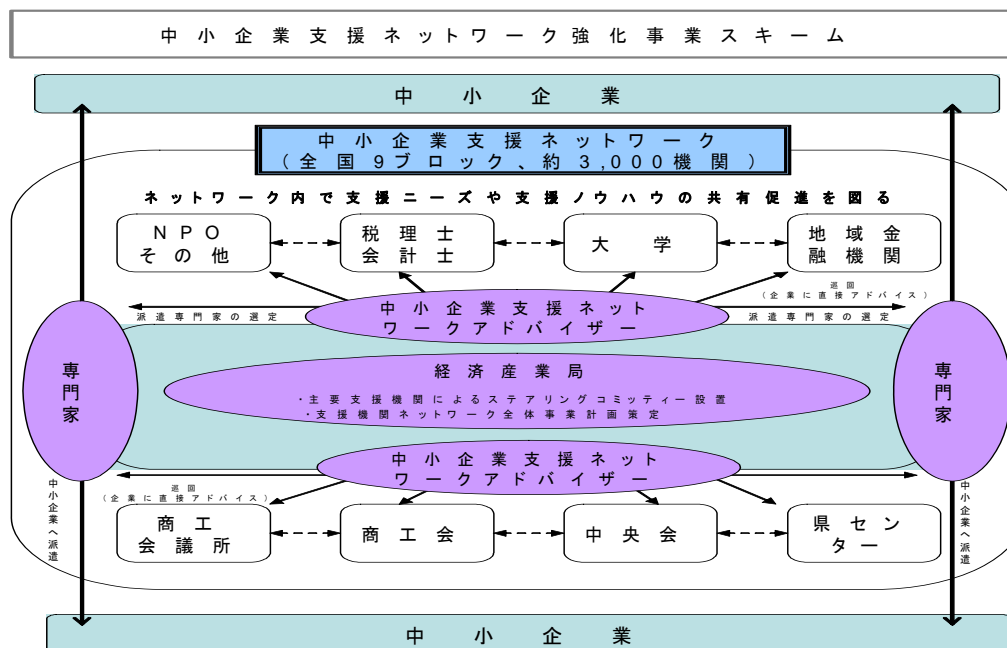 中小企業支援ネットワーク強化事業スキーム
中小企業
中小企業支援ネットワーク
(全国9ブロック、約3,000機関)
ネットワーク内で支援ニーズや支援ノウハウの共有促進を図る
NPO
その他
税理士
会計士
大学
地域金
融機関
巡回
(企業に直接アドバイス)
中小企業支援ネット
ワークアドバイザー
派遣専門家の選定
派遣専門家の選定
専門家
経済産業局
・主要支援機関によるステアリングコミッティー設置
・支援機関ネットワーク全体事業計画策定
専門家
中小企業支援ネット
ワークアドバイザー
巡回
(企業に直接アドバイス)
中小企業へ派遣
商工
会議所
商工会
中央会
県セン
ター
中小企業へ派遣
中小企業